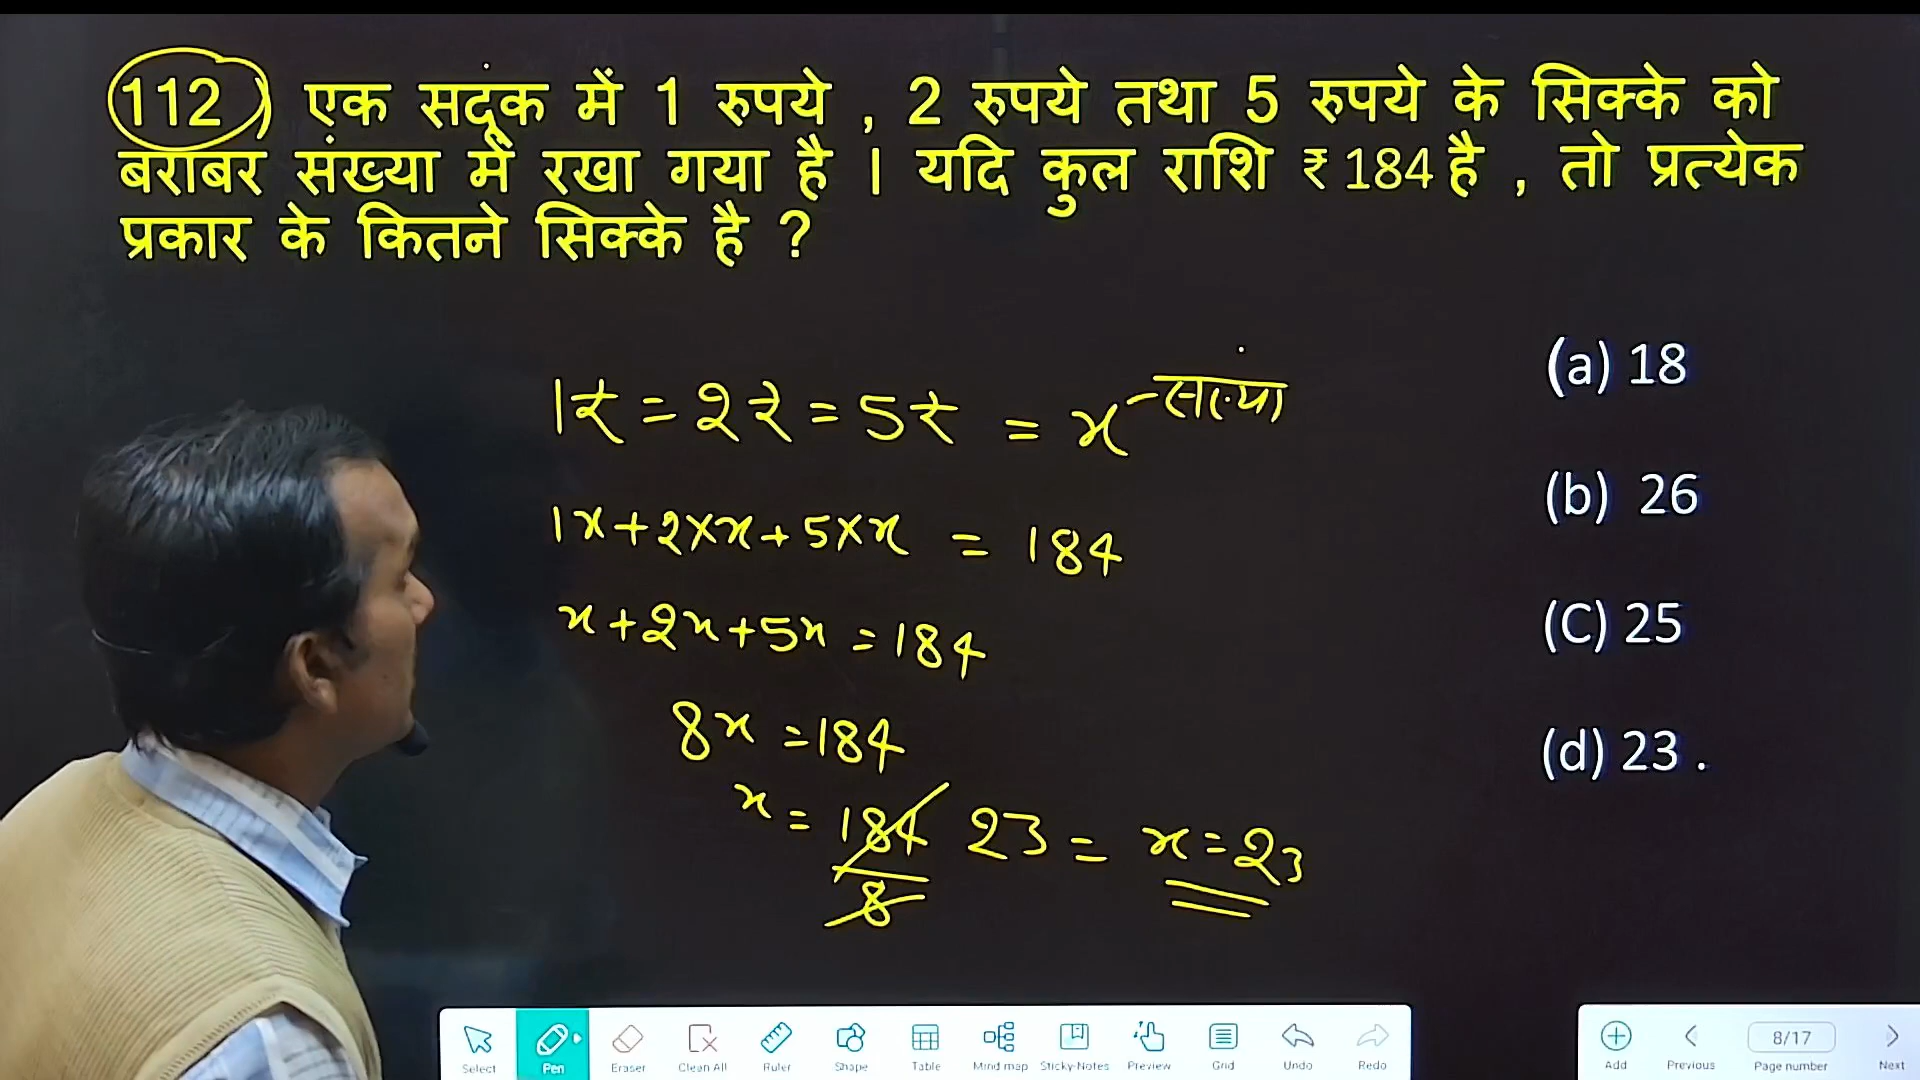 112) एक सदूंक में 1 रुपये , 2 रुपये तथा 5 रुपये के सिक्के को
बराबर संख्या में रखा गया है । यदि कुल राशि ₹ 184 है , तो प्रत्येक
प्रकार के कितने सिक्के है ?
1₹ = 2₹ = 5₹ = x
1x+2×x+5×x = 184
x+2x+5x = 184
8x = 184
x = 184/8 23 = x = 23
(a) 18
(b) 26
(C) 25
(d) 23 .
Select Pen Eraser Clean All Ruler Shape Table Mind map Sticky-Notes Preview Grid Undo Redo
Add Previous 8/17 Page number Next